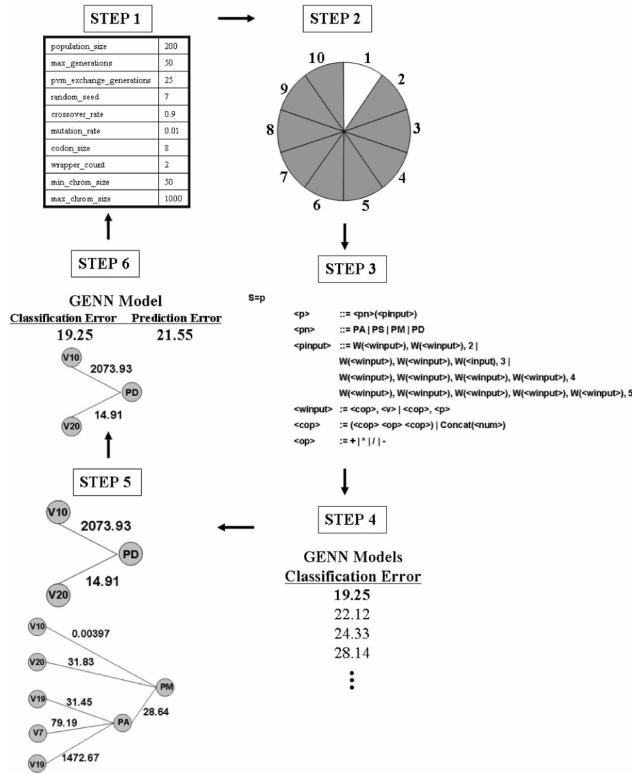 STEP 1
population_size 200
max_generations 50
pvm_exchange_generations 25
random_seed 7
crossover_rate 0.9
mutation_rate 0.01
codon_size 8
wrapper_count 2
min_chrom_size 50
max_chrom_size 1000
STEP 2
1
2
3
4
5
6
7
8
9
10
STEP 3
S=p
<p> ::= <pn>(<pinput>)
<pn> ::= PA | PS | PM | PD
<pinput> ::= W(<winput>), W(<winput>), 2 |
W(<winput>), W(<winput>), W(<input), 3 |
W(<winput>), W(<winput>), W(<winput>), W(<winput>), 4
W(<winput>), W(<winput>), W(<winput>), W(<winput>), W(<winput>), 5
<winput> := <cop>, <v> | <cop>, <p>
<cop> := (<cop> <op> <cop>) | Concat(<num>)
<op> := + | * | / | -
STEP 4
GENN Models
Classification Error
19.25
22.12
24.33
28.14
STEP 5
V10
2073.93
PD
14.91
V20
V10
0.00397
V20
31.83
PM
V19
31.45
28.64
V7
79.19
PA
V19
1472.67
STEP 6
GENN Model
Classification Error Prediction Error
19.25 21.55
V10
2073.93
PD
14.91
V20